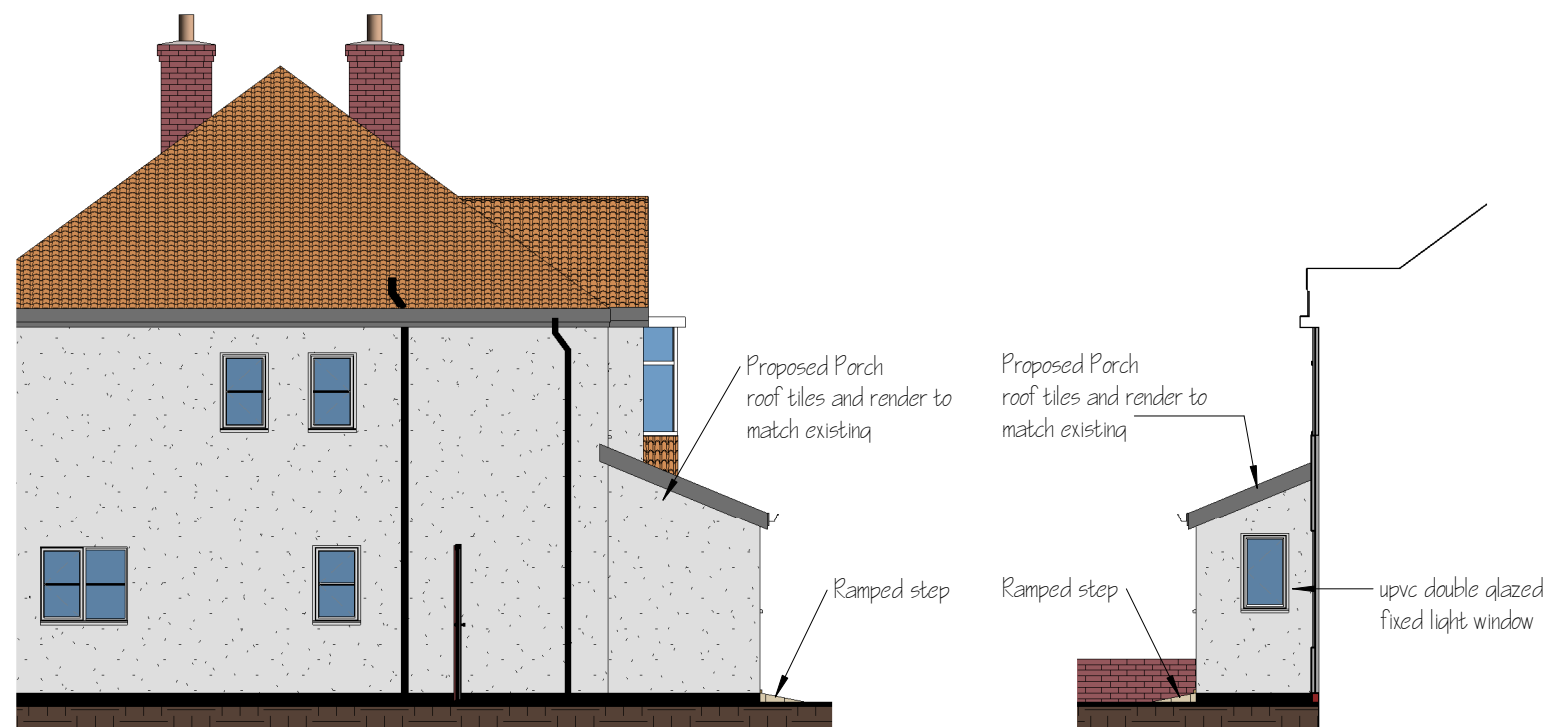 Proposed Porch
roof tiles and render to
match existing
Ramped step
Proposed Porch
roof tiles and render to
match existing
Ramped step
upvc double glazed
fixed light window